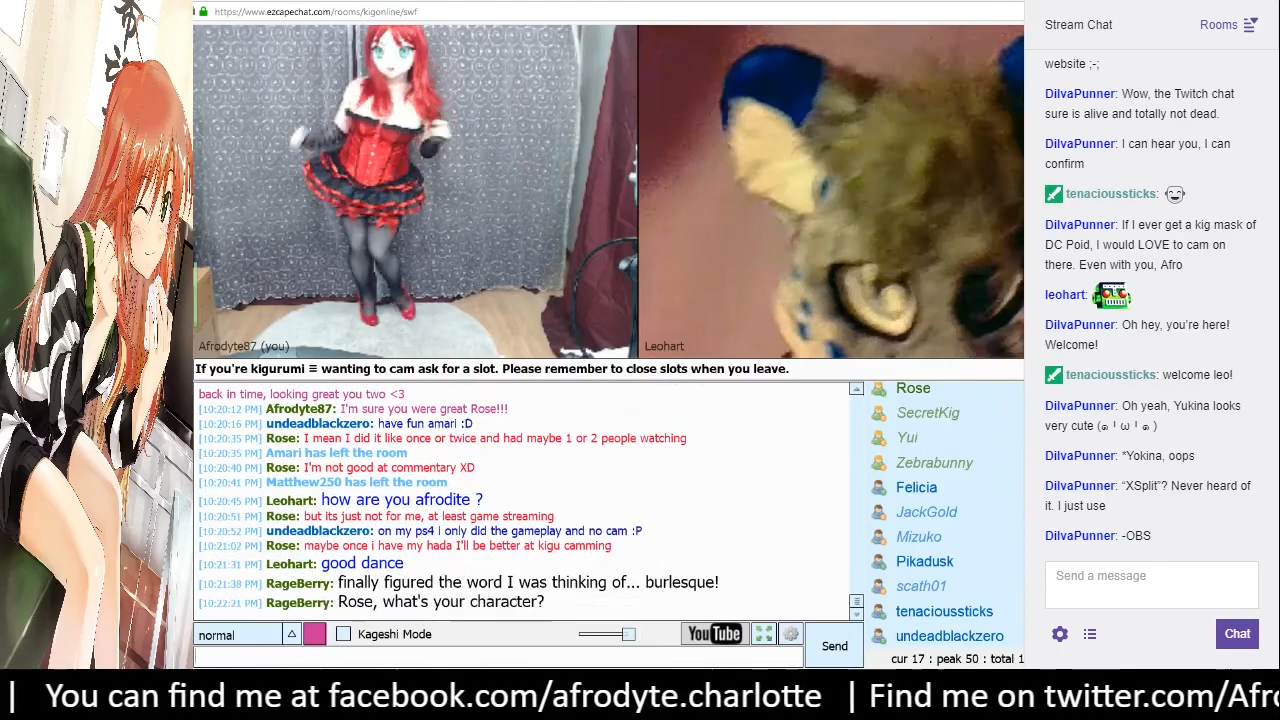 https://www.ezcapechat.com/rooms/kigonline/swf
Afrodyte87 (you)
Leohart
If you're kigurumi ≡ wanting to cam ask for a slot. Please remember to close slots when you leave.
back in time, looking great you two <3
[10:20:12 PM] Afrodyte87: I'm sure you were great Rose!!!
[10:20:16 PM] undeadblackzero: have fun amari :D
[10:20:35 PM] Rose: I mean I did it like once or twice and had maybe 1 or 2 people watching
[10:20:35 PM] Amari has left the room
[10:20:40 PM] Rose: I'm not good at commentary XD
[10:20:41 PM] Matthew250 has left the room
[10:20:45 PM] Leohart: how are you afrodite ?
[10:20:51 PM] Rose: but its just not for me, at least game streaming
[10:20:52 PM] undeadblackzero: on my ps4 i only did the gameplay and no cam :P
[10:21:02 PM] Rose: maybe once i have my hada I'll be better at kigu camming
[10:21:31 PM] Leohart: good dance
[10:21:38 PM] RageBerry: finally figured the word I was thinking of... burlesque!
[10:22:21 PM] RageBerry: Rose, what's your character?
normal
Kageshi Mode
YouTube
Send
Rose
SecretKig
Yui
Zebrabunny
Felicia
JackGold
Mizuko
Pikadusk
scath01
tenacioussticks
undeadblackzero
cur 17 : peak 50 : total 1
Stream Chat
Rooms
website ;-;
DilvaPunner: Wow, the Twitch chat
sure is alive and totally not dead.
DilvaPunner: I can hear you, I can
confirm
tenacioussticks:
DilvaPunner: If I ever get a kig mask of
DC Poid, I would LOVE to cam on
there. Even with you, Afro
leohart:
DilvaPunner: Oh hey, you're here!
Welcome!
tenacioussticks: welcome leo!
DilvaPunner: Oh yeah, Yukina looks
very cute (๑╹ω╹๑ )
DilvaPunner: *Yokina, oops
DilvaPunner: “XSplit”? Never heard of
it. I just use
DilvaPunner: -OBS
Send a message
Chat
| You can find me at facebook.com/afrodyte.charlotte | Find me on twitter.com/Afro